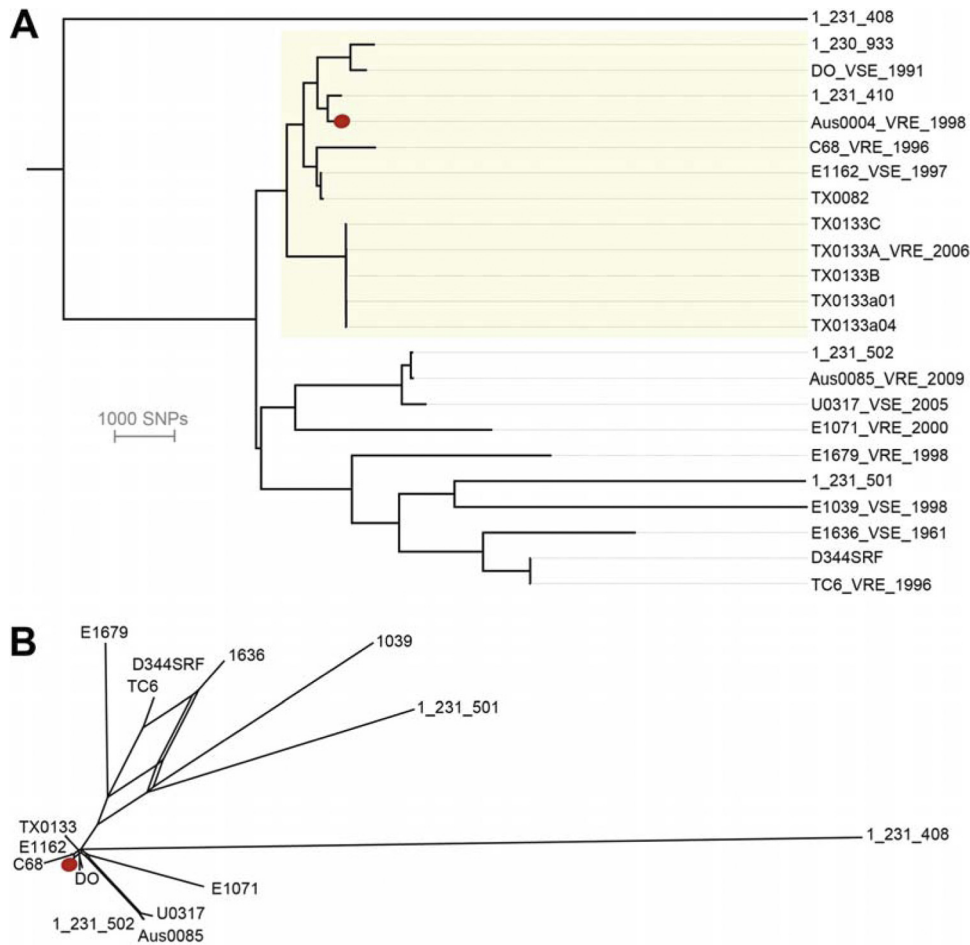 A
1_231_408
1_230_933
DO_VSE_1991
1_231_410
Aus0004_VRE_1998
C68_VRE_1996
E1162_VSE_1997
TX0082
TX0133C
TX0133A_VRE_2006
TX0133B
TX0133a01
TX0133a04
1_231_502
Aus0085_VRE_2009
U0317_VSE_2005
1000 SNPs
E1071_VRE_2000
E1679_VRE_1998
1_231_501
E1039_VSE_1998
E1636_VSE_1961
D344SRF
TC6_VRE_1996
B
E1679
D344SRF
1636
1039
TC6
1_231_501
TX0133
1_231_408
E1162
C68
DO
E1071
U0317
1_231_502
Aus0085